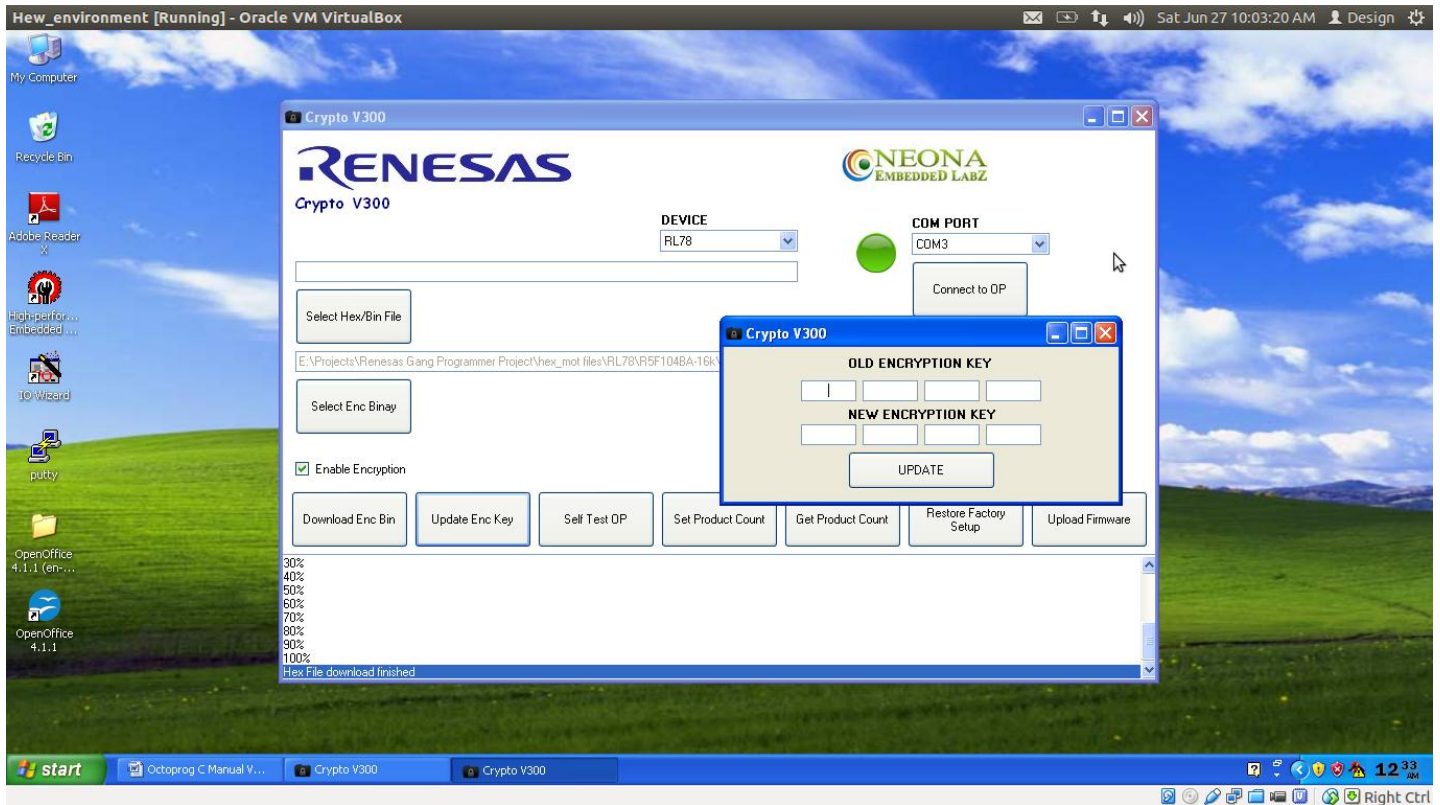 Hew_environment [Running] - Oracle VM VirtualBox
Sat Jun 27 10:03:20 AM
Design
My Computer
Recycle Bin
Adobe Reader
X
High-perfor...
Embedded ...
IO Wizard
putty
OpenOffice
4.1.1 (en-...
OpenOffice
4.1.1
Crypto V300
RENESAS
NEONA
EMBEDDED LABZ
Crypto V300
DEVICE
RL78
COM PORT
COM3
Connect to OP
Select Hex/Bin File
E:\Projects\Renesas Gang Programmer Project\hex_mot files\RL78\R5F104BA-16k\
Select Enc Binay
Enable Encryption
Crypto V300
OLD ENCRYPTION KEY
NEW ENCRYPTION KEY
UPDATE
Download Enc Bin
Update Enc Key
Self Test OP
Set Product Count
Get Product Count
Restore Factory
Setup
Upload Firmware
30%
40%
50%
60%
70%
80%
90%
100%
Hex File download finished
start
Octoprog C Manual V...
Crypto V300
Crypto V300
12 33 AM
Right Ctrl